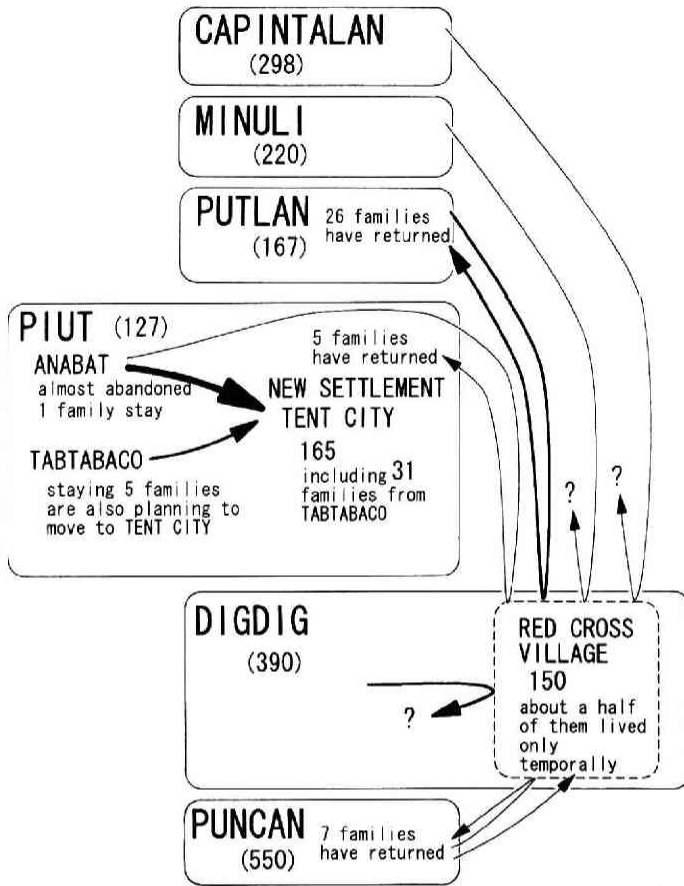 CAPINTALAN
(298)
MINULI
(220)
PUTLAN
(167)
26 families
have returned
PIUT (127)
ANABAT
almost abandoned
1 family stay
TABTABACO
staying 5 families
are also planning to
move to TENT CITY
5 families
have returned
NEW SETTLEMENT
TENT CITY
165
including 31
families from
TABTABACO
?
?
DIGDIG
(390)
?
RED CROSS
VILLAGE
150
about a half
of them lived
only
temporally
PUNCAN
(550)
7 families
have returned